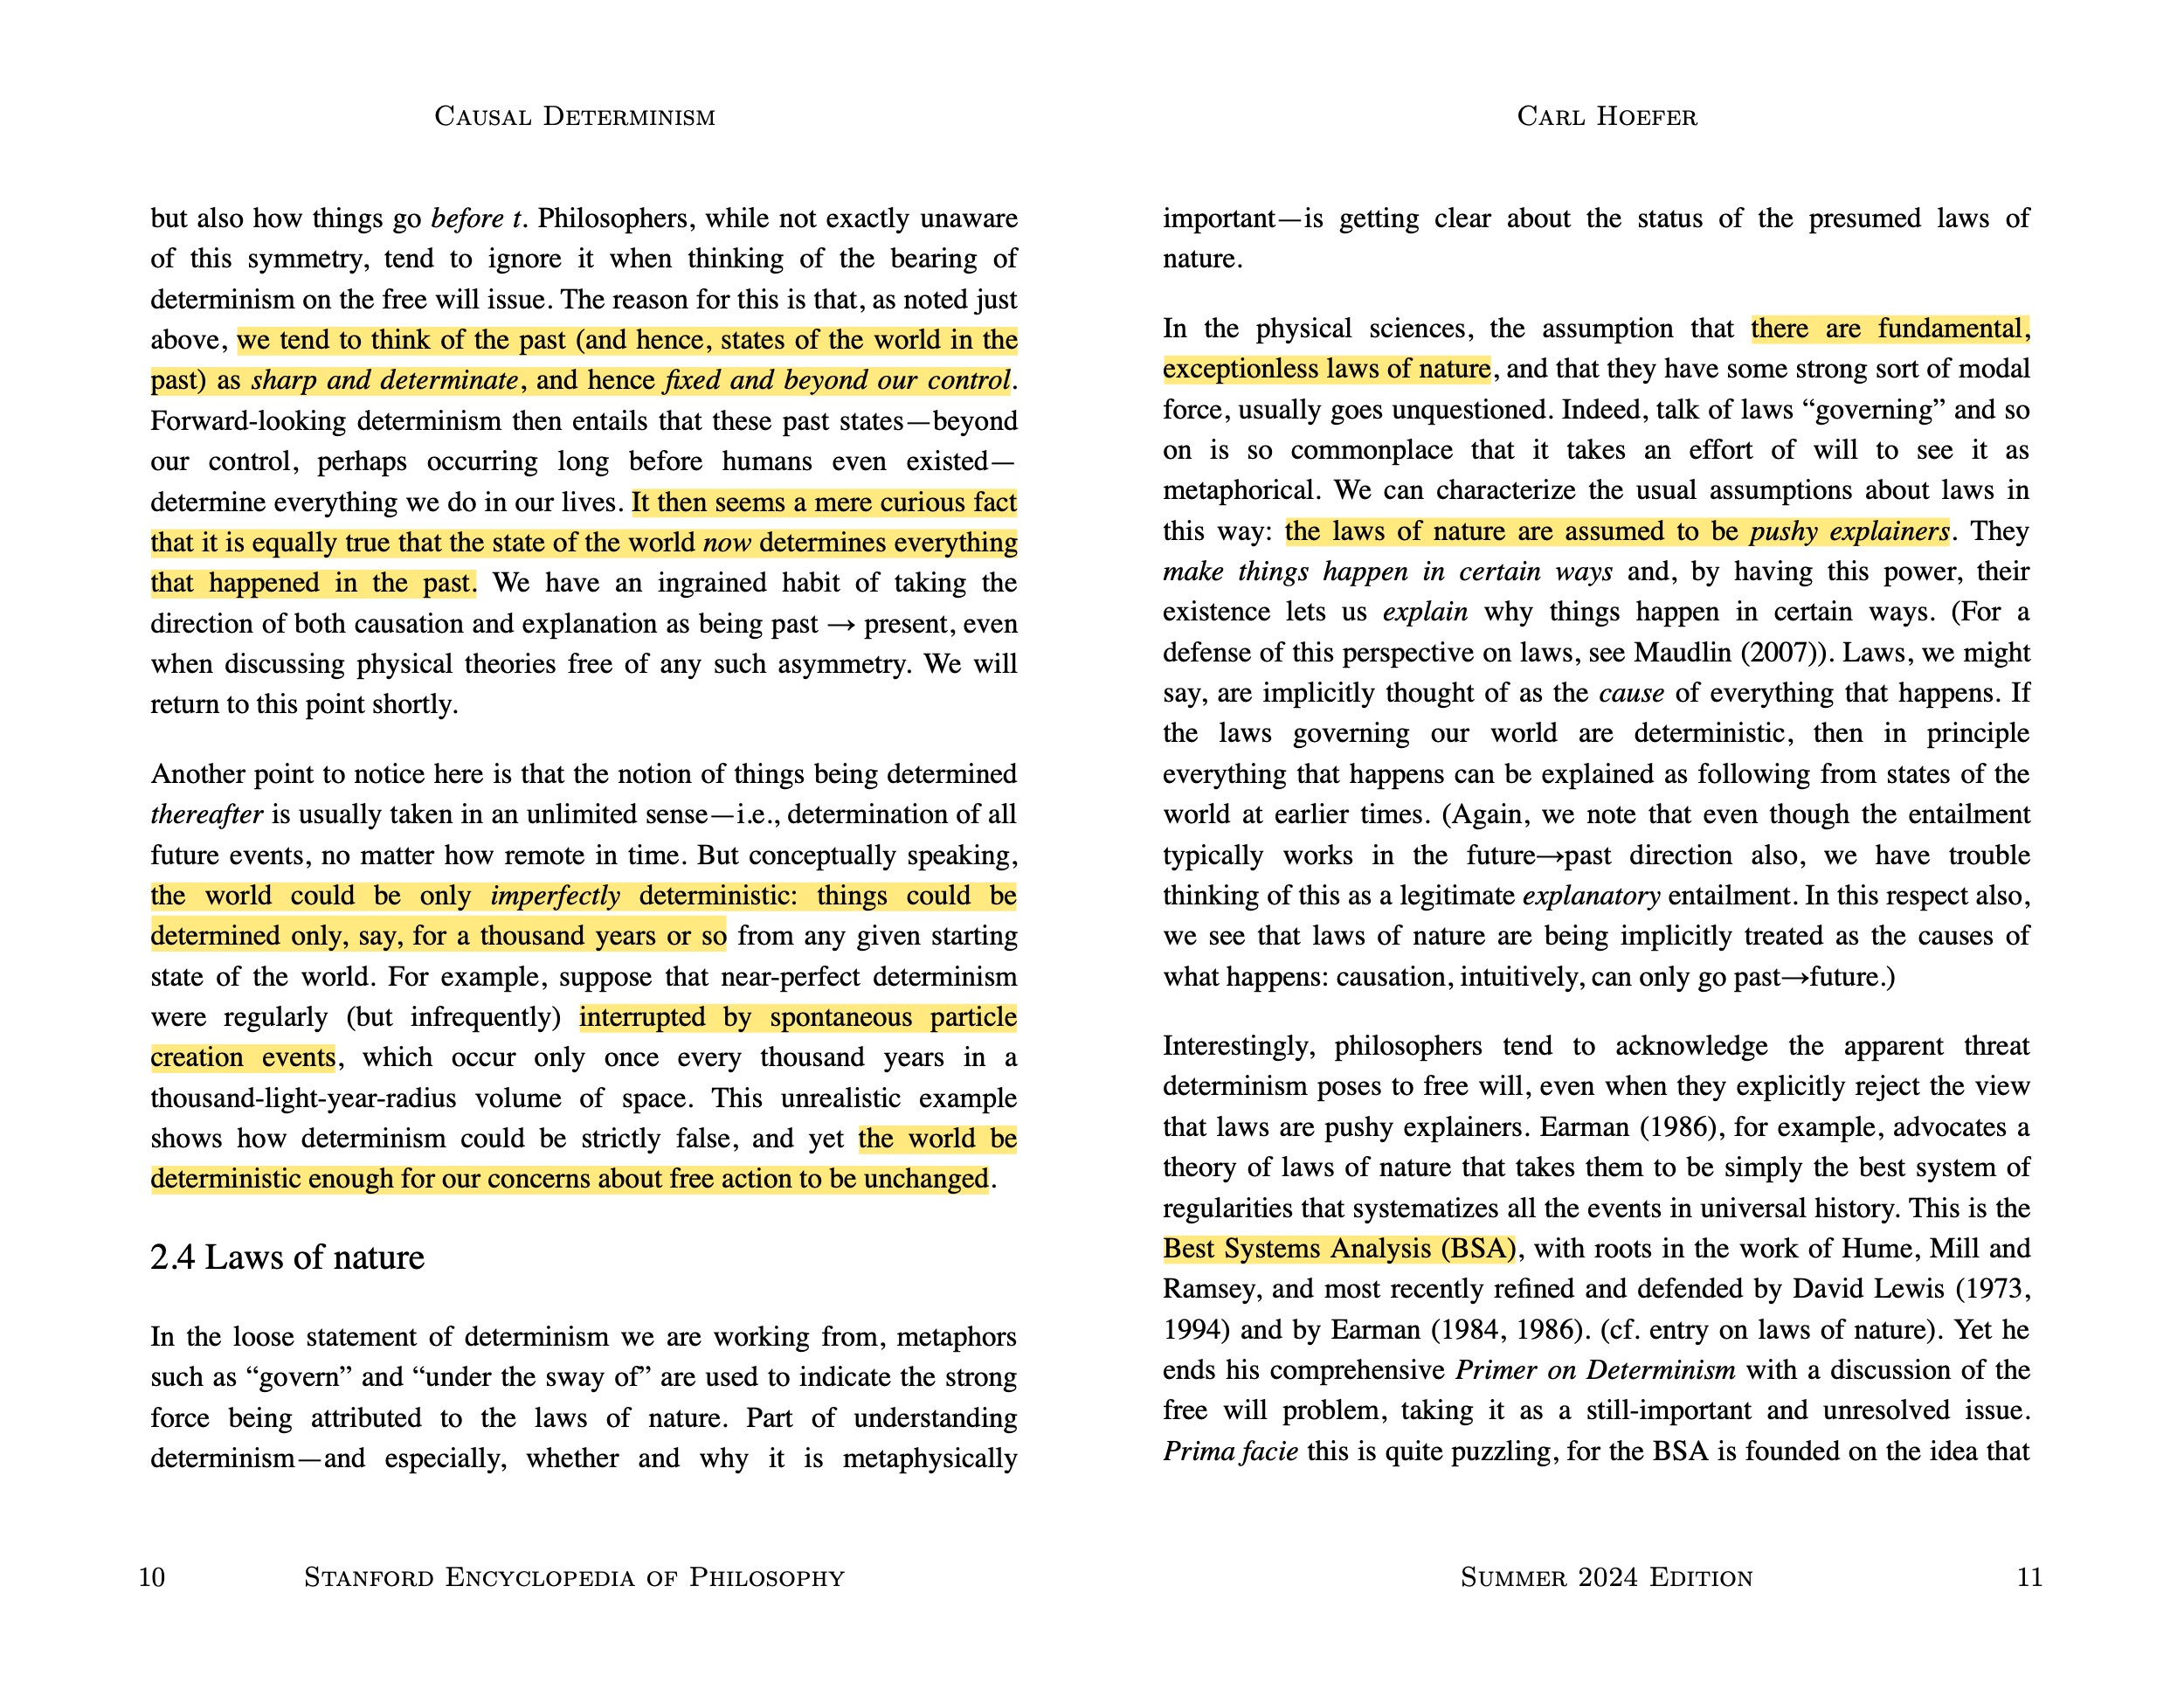 CAUSAL DETERMINISM
but also how things go before t. Philosophers, while not exactly unaware
of this symmetry, tend to ignore it when thinking of the bearing of
determinism on the free will issue. The reason for this is that, as noted just
above, we tend to think of the past (and hence, states of the world in the
past) as sharp and determinate, and hence fixed and beyond our control.
Forward-looking determinism then entails that these past states—beyond
our control, perhaps occurring long before humans even existed—
determine everything we do in our lives. It then seems a mere curious fact
that it is equally true that the state of the world now determines everything
that happened in the past. We have an ingrained habit of taking the
direction of both causation and explanation as being past → present, even
when discussing physical theories free of any such asymmetry. We will
return to this point shortly.
Another point to notice here is that the notion of things being determined
thereafter is usually taken in an unlimited sense—i.e., determination of all
future events, no matter how remote in time. But conceptually speaking,
the world could be only imperfectly deterministic: things could be
determined only, say, for a thousand years or so from any given starting
state of the world. For example, suppose that near-perfect determinism
were regularly (but infrequently) interrupted by spontaneous particle
creation events, which occur only once every thousand years in a
thousand-light-year-radius volume of space. This unrealistic example
shows how determinism could be strictly false, and yet the world be
deterministic enough for our concerns about free action to be unchanged.
2.4 Laws of nature
In the loose statement of determinism we are working from, metaphors
such as “govern” and “under the sway of” are used to indicate the strong
force being attributed to the laws of nature. Part of understanding
determinism—and especially, whether and why it is metaphysically
10 STANFORD ENCYCLOPEDIA OF PHILOSOPHY
CARL HOEFER
important—is getting clear about the status of the presumed laws of
nature.
In the physical sciences, the assumption that there are fundamental,
exceptionless laws of nature, and that they have some strong sort of modal
force, usually goes unquestioned. Indeed, talk of laws “governing” and so
on is so commonplace that it takes an effort of will to see it as
metaphorical. We can characterize the usual assumptions about laws in
this way: the laws of nature are assumed to be pushy explainers. They
make things happen in certain ways and, by having this power, their
existence lets us explain why things happen in certain ways. (For a
defense of this perspective on laws, see Maudlin (2007)). Laws, we might
say, are implicitly thought of as the cause of everything that happens. If
the laws governing our world are deterministic, then in principle
everything that happens can be explained as following from states of the
world at earlier times. (Again, we note that even though the entailment
typically works in the future→past direction also, we have trouble
thinking of this as a legitimate explanatory entailment. In this respect also,
we see that laws of nature are being implicitly treated as the causes of
what happens: causation, intuitively, can only go past→future.)
Interestingly, philosophers tend to acknowledge the apparent threat
determinism poses to free will, even when they explicitly reject the view
that laws are pushy explainers. Earman (1986), for example, advocates a
theory of laws of nature that takes them to be simply the best system of
regularities that systematizes all the events in universal history. This is the
Best Systems Analysis (BSA), with roots in the work of Hume, Mill and
Ramsey, and most recently refined and defended by David Lewis (1973,
1994) and by Earman (1984, 1986). (cf. entry on laws of nature). Yet he
ends his comprehensive Primer on Determinism with a discussion of the
free will problem, taking it as a still-important and unresolved issue.
Prima facie this is quite puzzling, for the BSA is founded on the idea that
SUMMER 2024 EDITION 11